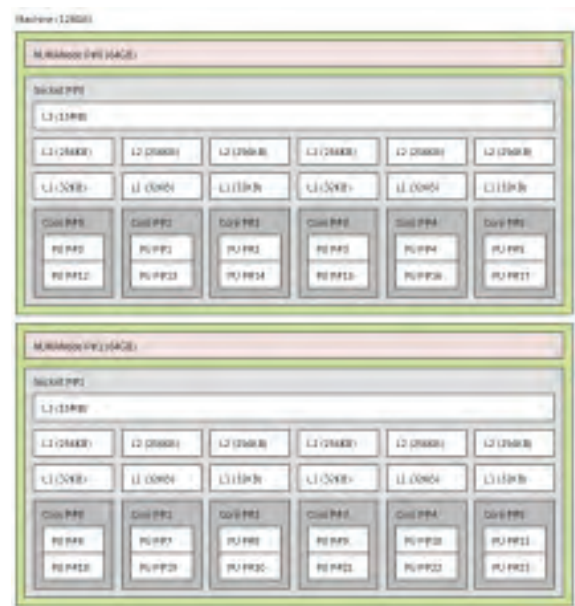 Machine (128GB)
NUMANode P#0 (64GB)
Socket P#0
L3 (15MB)
L2 (256KB) L2 (256KB) L2 (256KB) L2 (256KB) L2 (256KB) L2 (256KB)
L1 (32KB) L1 (32KB) L1 (32KB) L1 (32KB) L1 (32KB) L1 (32KB)
Core P#0 Core P#1 Core P#2 Core P#3 Core P#4 Core P#5
PU P#0 PU P#1 PU P#2 PU P#3 PU P#4 PU P#5
PU P#12 PU P#13 PU P#14 PU P#15 PU P#16 PU P#17
NUMANode P#1 (64GB)
Socket P#1
L3 (15MB)
L2 (256KB) L2 (256KB) L2 (256KB) L2 (256KB) L2 (256KB) L2 (256KB)
L1 (32KB) L1 (32KB) L1 (32KB) L1 (32KB) L1 (32KB) L1 (32KB)
Core P#0 Core P#1 Core P#2 Core P#3 Core P#4 Core P#5
PU P#6 PU P#7 PU P#8 PU P#9 PU P#10 PU P#11
PU P#18 PU P#19 PU P#20 PU P#21 PU P#22 PU P#23